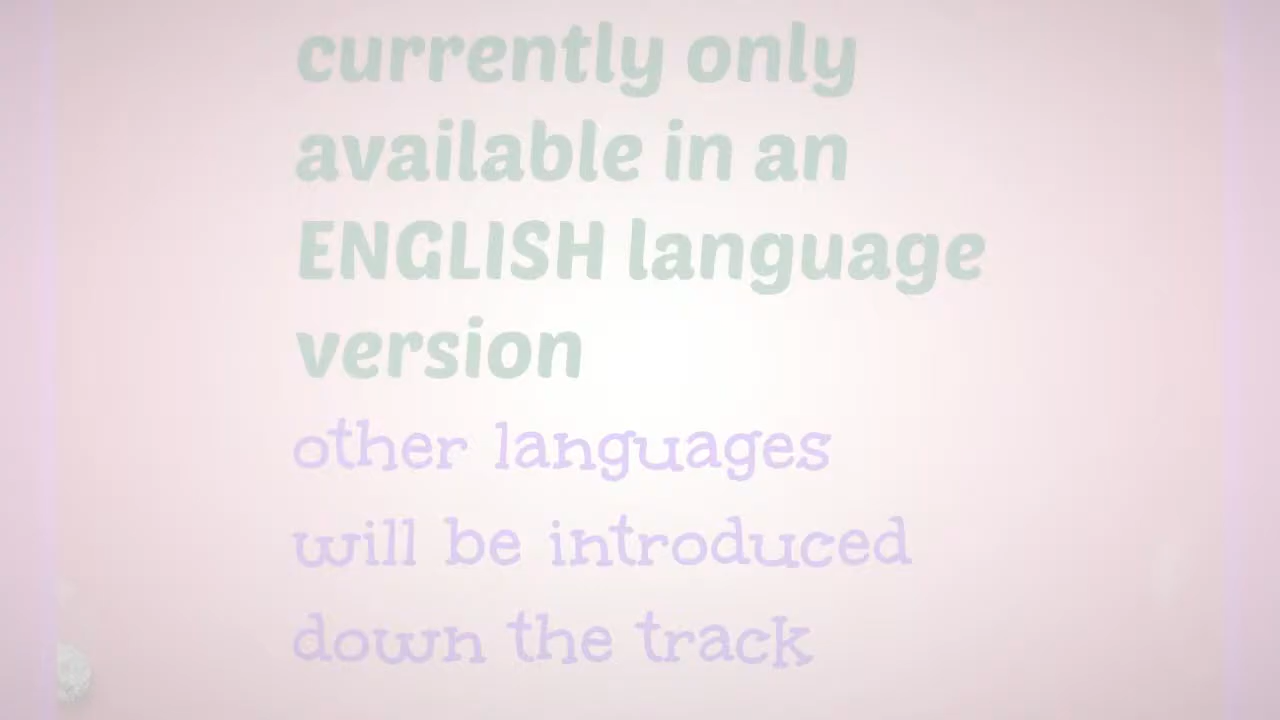 currently only
available in an
ENGLISH language
version
other languages
will be introduced
down the track